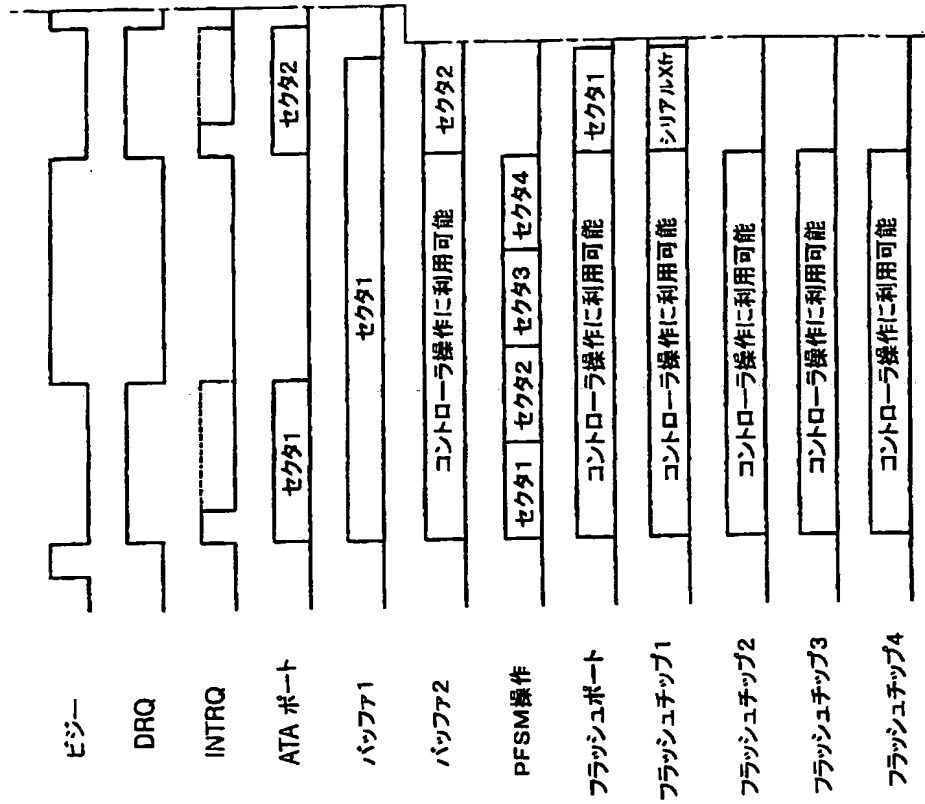 ビジー
DRQ
INTRQ
ATA ポート
セクタ1
セクタ2
バッファ1
セクタ1
バッファ2
コントローラ操作に利用可能
セクタ2
PFSM操作
セクタ1
セクタ2
セクタ3
セクタ4
フラッシュポート
コントローラ操作に利用可能
セクタ1
フラッシュチップ1
コントローラ操作に利用可能
シリアルXfr
フラッシュチップ2
コントローラ操作に利用可能
フラッシュチップ3
コントローラ操作に利用可能
フラッシュチップ4
コントローラ操作に利用可能